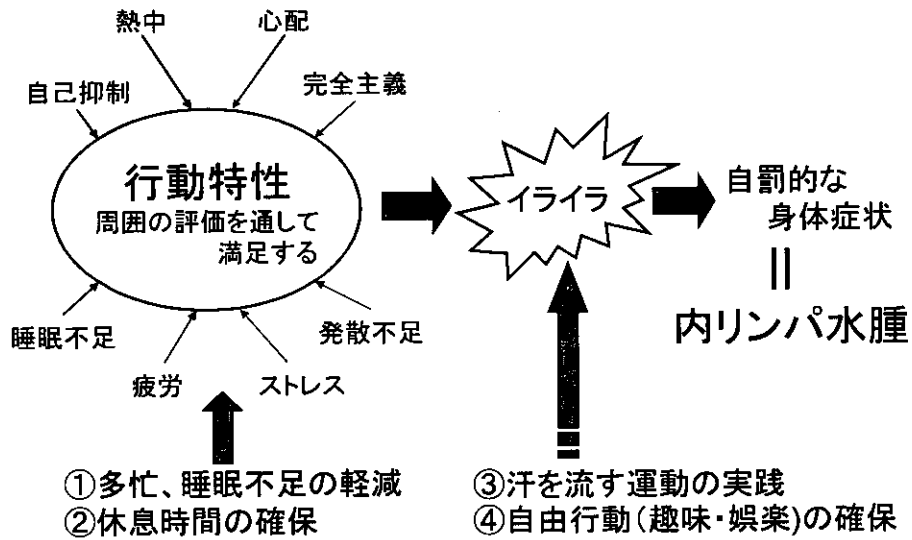 熱中
心配
自己抑制
完全主義
行動特性
周囲の評価を通して
満足する
イライラ
自罰的な
身体症状
||
内リンパ水腫
睡眠不足
発散不足
疲労
ストレス
①多忙、睡眠不足の軽減
②休息時間の確保
③汗を流す運動の実践
④自由行動(趣味・娯楽)の確保